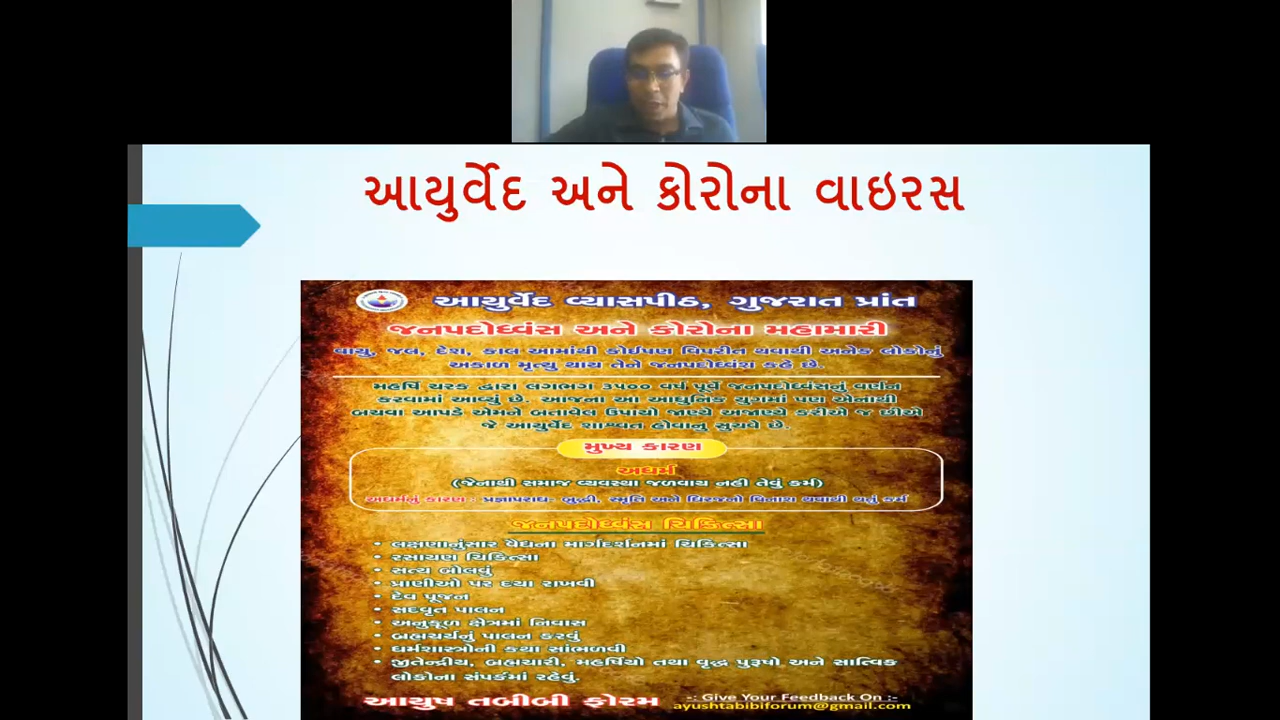 આયુર્વેદ અને કોરોના વાઇરસ
આયુર્વેદ વ્યાસપીઠ, ગુજરાત પ્રાંત
જનપદોધ્વંસ અને કોરોના મહામારી
વાયુ, જલ, દેશ, કાલ આમાંથી કોઈપણ વિપરીત થવાથી અનેક લોકોનું
અકાળ મૃત્યુ થાય તેને જનપદોધ્વંશ કહે છે.
મહર્ષિ ચરક દ્વારા લગભગ ૩૫૦૦ વર્ષ પૂર્વે જનપદોધ્વંસનું વર્ણન
કરવામાં આવ્યું છે. આજના આ આધુનિક યુગમાં પણ એનાથી
બચવા આપડે એમને બતાવેલ ઉપાયો જાણ્યે અજાણ્યે કરીએ જ છીએ
જે આયુર્વેદ શાશ્વત હોવાનુ સુચવે છે.
મુખ્ય કારણ
અધર્મ
(જેનાથી સમાજ વ્યવસ્થા જળવાય નહી તેવું કર્મ)
અધર્મનું કારણ : પ્રજ્ઞાપરાધ- બુદ્ધી, સ્મૃતિ અને ધિરજનો વિનાશ થવાથી થતું કર્મ
જનપદોધ્વંસ ચિકિત્સા
• લક્ષણાનુંસાર વૈધના માર્ગદર્શનમાં ચિકિત્સા
• રસાયણ ચિકિત્સા
• સત્ય બોલવું
• પ્રાણીઓ પર દયા રાખવી
• દેવ પૂજન
• સદવૃત પાલન
• અનુકૂળ ક્ષેત્રમાં નિવાસ
• બ્રહ્મચર્યનું પાલન કરવું
• ધર્મશાસ્ત્રોની કથા સાંભળવી
• જીતેન્દ્રીય, બ્રહ્મચારી, મહર્ષિયો તથા વૃદ્ધ પુરૂષો અને સાત્વિક
લોકોના સંપર્કમાં રહેવું.
આયુષ તબીબી ફોરમ
-: Give Your Feedback On :-
ayushtabibiforum@gmail.com